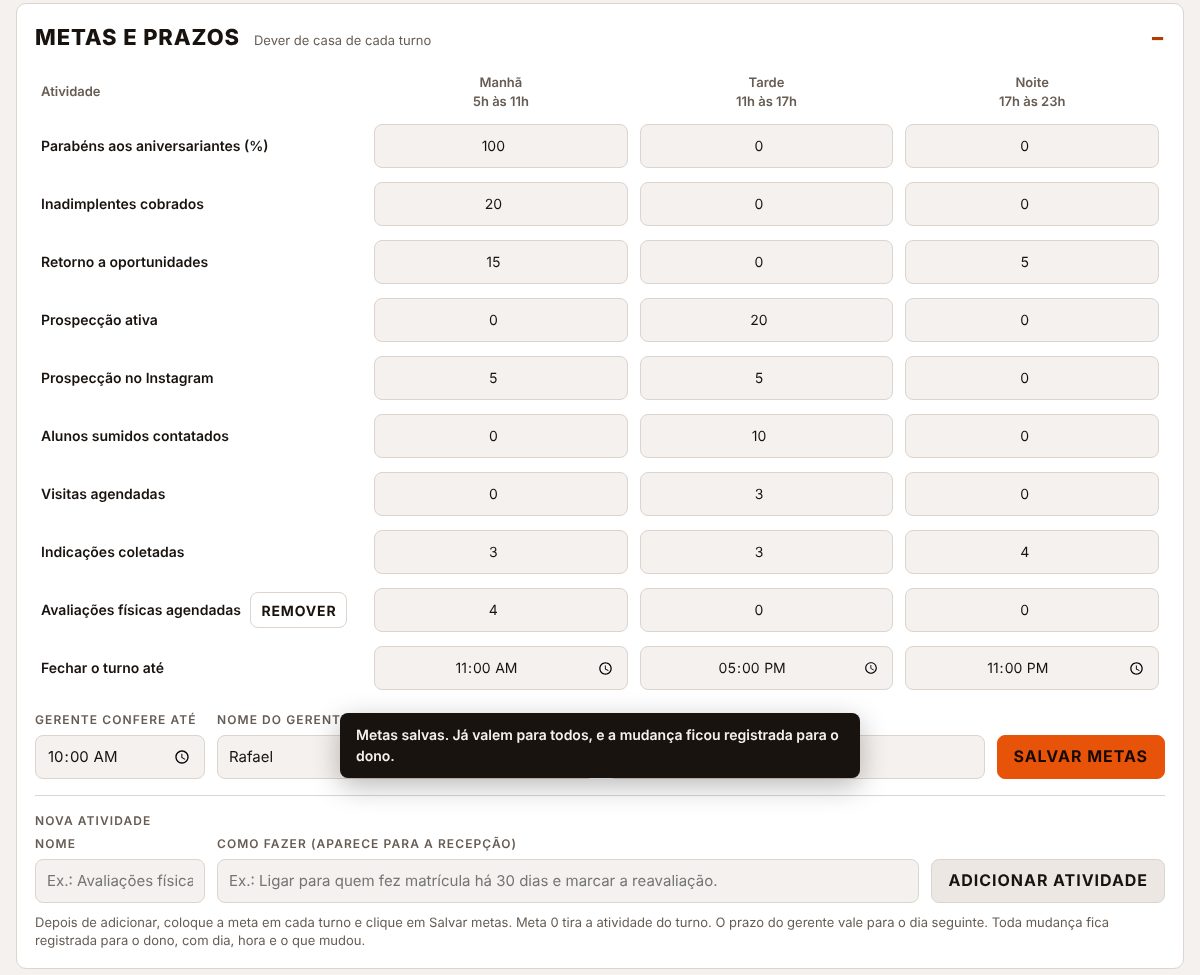 METAS E PRAZOS Dever de casa de cada turno
Atividade
Manhã
5h às 11h
Tarde
11h às 17h
Noite
17h às 23h
Parabéns aos aniversariantes (%) 100 0 0
Inadimplentes cobrados 20 0 0
Retorno a oportunidades 15 0 5
Prospecção ativa 0 20 0
Prospecção no Instagram 5 5 0
Alunos sumidos contatados 0 10 0
Visitas agendadas 0 3 0
Indicações coletadas 3 3 4
Avaliações físicas agendadas REMOVER 4 0 0
Fechar o turno até 11:00 AM 05:00 PM 11:00 PM
GERENTE CONFERE ATÉ NOME DO GERENT
10:00 AM Rafael
Metas salvas. Já valem para todos, e a mudança ficou registrada para o
dono.
SALVAR METAS
NOVA ATIVIDADE
NOME COMO FAZER (APARECE PARA A RECEPÇÃO)
Ex.: Avaliações física Ex.: Ligar para quem fez matrícula há 30 dias e marcar a reavaliação. ADICIONAR ATIVIDADE
Depois de adicionar, coloque a meta em cada turno e clique em Salvar metas. Meta 0 tira a atividade do turno. O prazo do gerente vale para o dia seguinte. Toda mudança fica
registrada para o dono, com dia, hora e o que mudou.